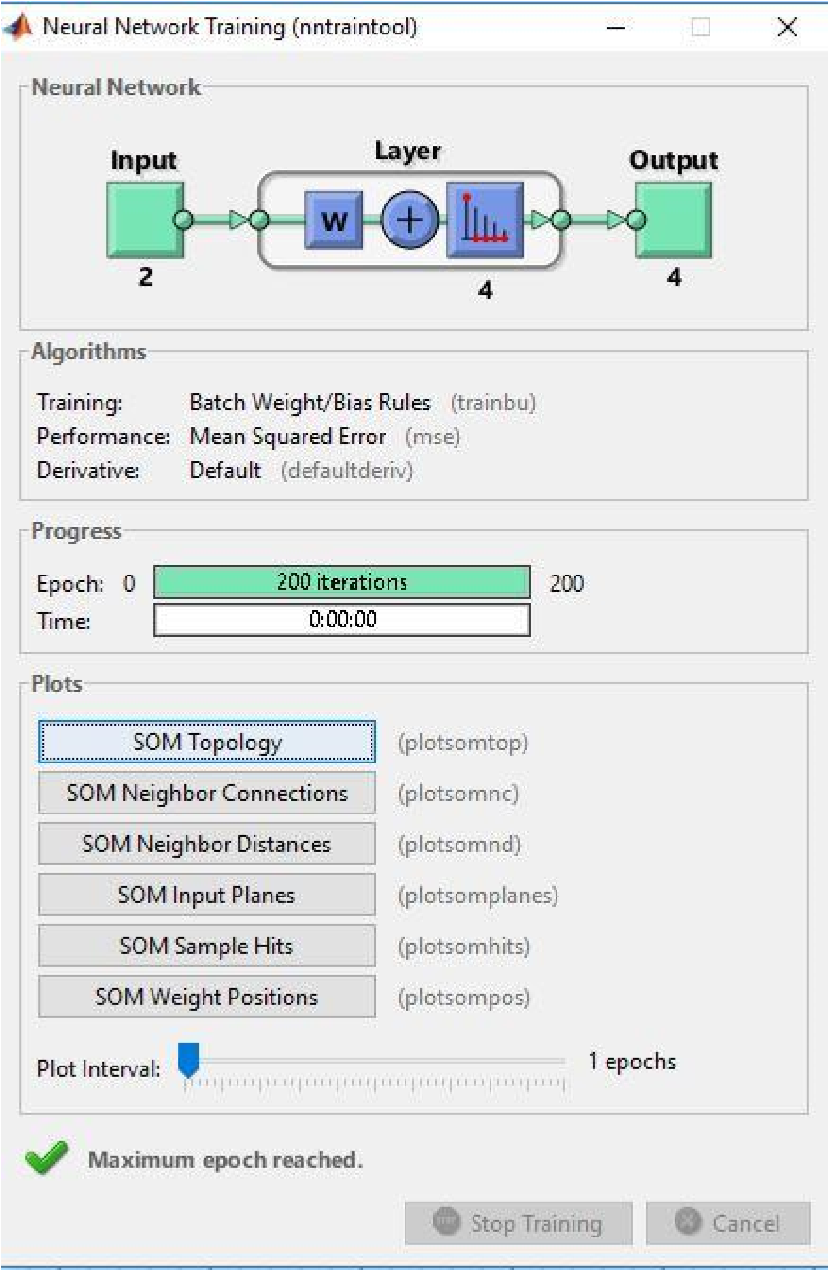 Neural Network Training (nntraintool)
Neural Network
Input
Layer
Output
W
+
2
4
4
Algorithms
Training: Batch Weight/Bias Rules (trainbu)
Performance: Mean Squared Error (mse)
Derivative: Default (defaultderiv)
Progress
Epoch: 0 200 iterations 200
Time: 0:00:00
Plots
SOM Topology (plotsomtop)
SOM Neighbor Connections (plotsomnc)
SOM Neighbor Distances (plotsomnd)
SOM Input Planes (plotsomplanes)
SOM Sample Hits (plotsomhits)
SOM Weight Positions (plotsompos)
Plot Interval: 1 epochs
Maximum epoch reached.
Stop Training Cancel